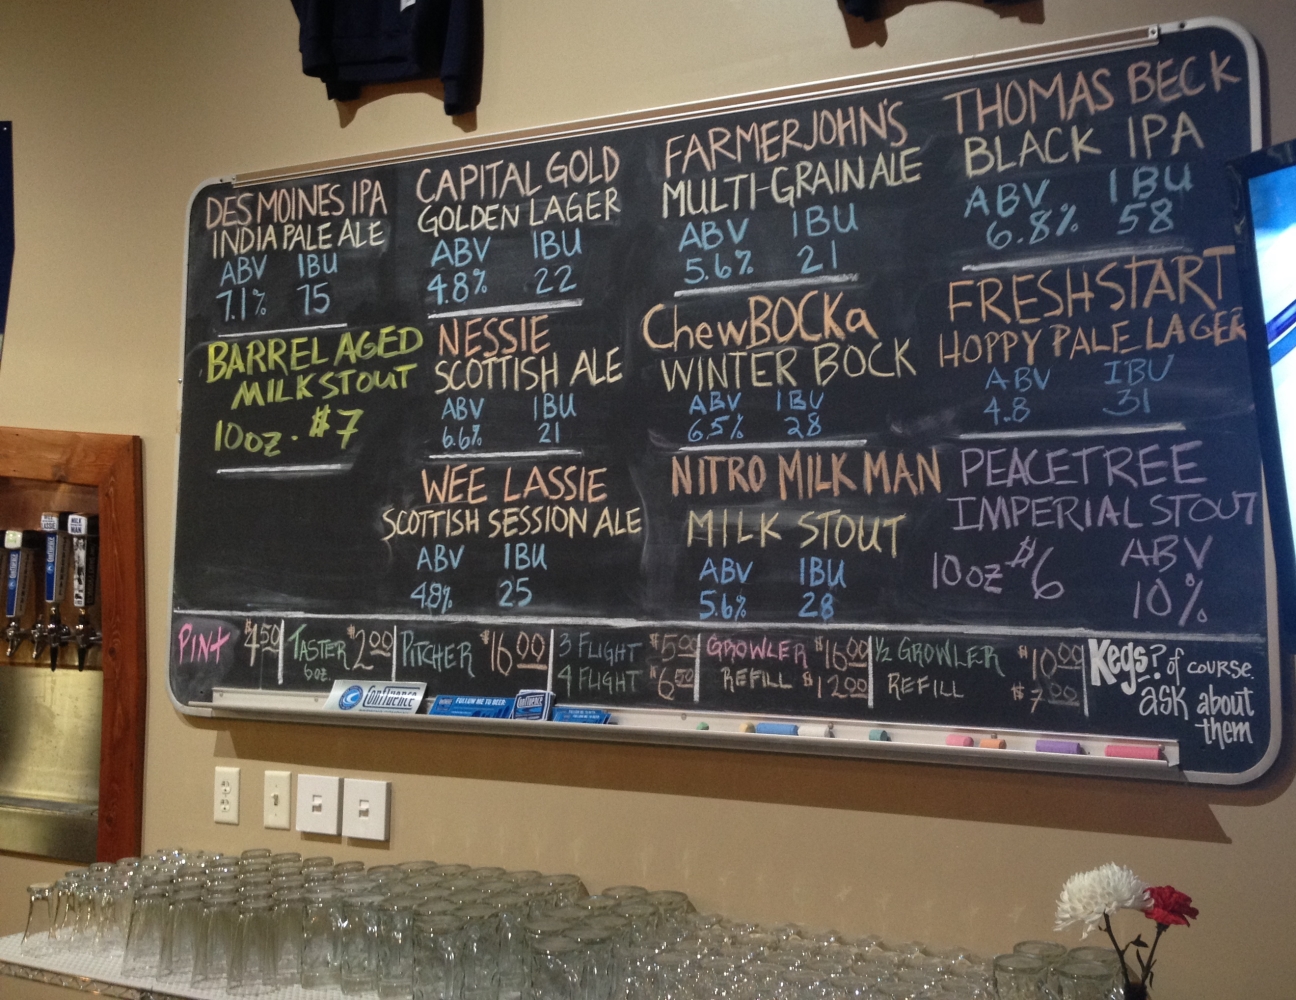 DES MOINES IPA
INDIA PALE ALE
ABV IBU
7.1% 75
BARREL AGED
MILK STOUT
10oz. $7
CAPITAL GOLD
GOLDEN LAGER
ABV IBU
4.8% 22
NESSIE
SCOTTISH ALE
ABV IBU
6.6% 21
WEE LASSIE
SCOTTISH SESSION ALE
ABV IBU
4.8% 25
FARMER JOHN'S
MULTI-GRAIN ALE
ABV IBU
5.6% 21
ChewBOCKa
WINTER BOCK
ABV IBU
6.5% 28
NITRO MILK MAN
MILK STOUT
ABV IBU
5.6% 28
THOMAS BECK
BLACK IPA
ABV IBU
6.8% 58
FRESH START
HOPPY PALE LAGER
ABV IBU
4.8 31
PEACETREE
IMPERIAL STOUT
10oz $6 ABV
10%
PINT $4.50
TASTER $2.00
6oz
PITCHER $16.00
3 FLIGHT $5.00
4 FLIGHT $6.50
GROWLER $16.00
REFILL $12.00
½ GROWLER $10.00
REFILL $7.00
Kegs? of course.
ask about
them
Confluence
FOLLOW ME TO BEER
MILK
MAN